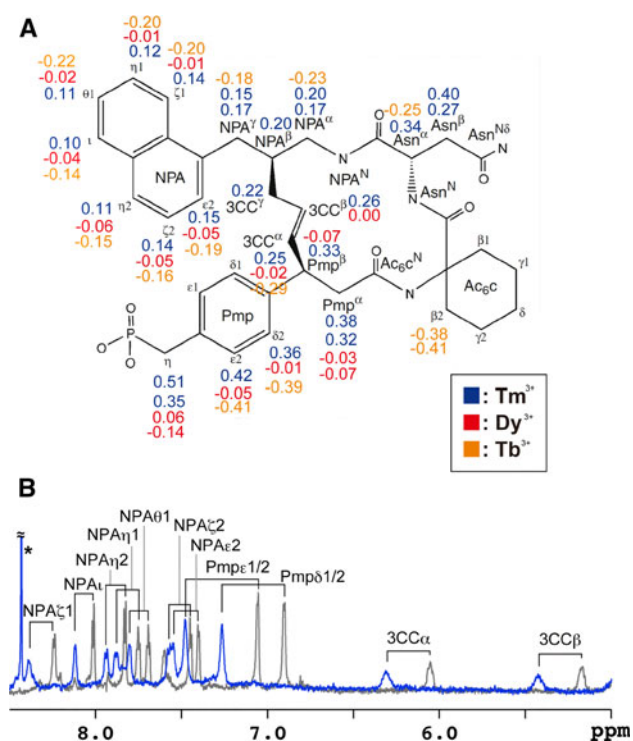 A
-0.20
-0.01
0.12
η1
-0.20
-0.01
0.14
ζ1
-0.22
-0.02
0.11
θ1
-0.18
0.15
0.17
NPAγ
0.20
NPAβ
-0.23
0.20
0.17
NPAα
0.40
0.27
Asnβ
-0.25
0.34
Asnα
O
AsnNδ
N
O
0.10
-0.04
-0.14
ι
NPA
N
NPAN
N
AsnN
0.11
-0.06
-0.15
η2
ζ2
0.14
-0.05
-0.16
ε2
0.15
-0.05
-0.19
0.22
3CCγ
3CCβ
0.26
0.00
O
3CCα
0.25
-0.02
-0.29
-0.07
0.33
Pmpβ
O
Ac6cN
N
β1
γ1
Ac6c
δ
β2
γ2
-0.38
-0.41
δ1
ε1
Pmp
δ2
ε2
Pmpα
0.38
0.32
-0.03
-0.07
O
O
P
O
η
0.51
0.35
0.06
-0.14
0.42
-0.05
-0.41
0.36
-0.01
-0.39
: Tm3+
: Dy3+
: Tb3+
B
≈
*
NPAζ1
NPAι
NPAη2
NPAη1
NPAθ1
NPAζ2
NPAε2
Pmpε1/2
Pmpδ1/2
3CCα
3CCβ
8.0 7.0 6.0 ppm